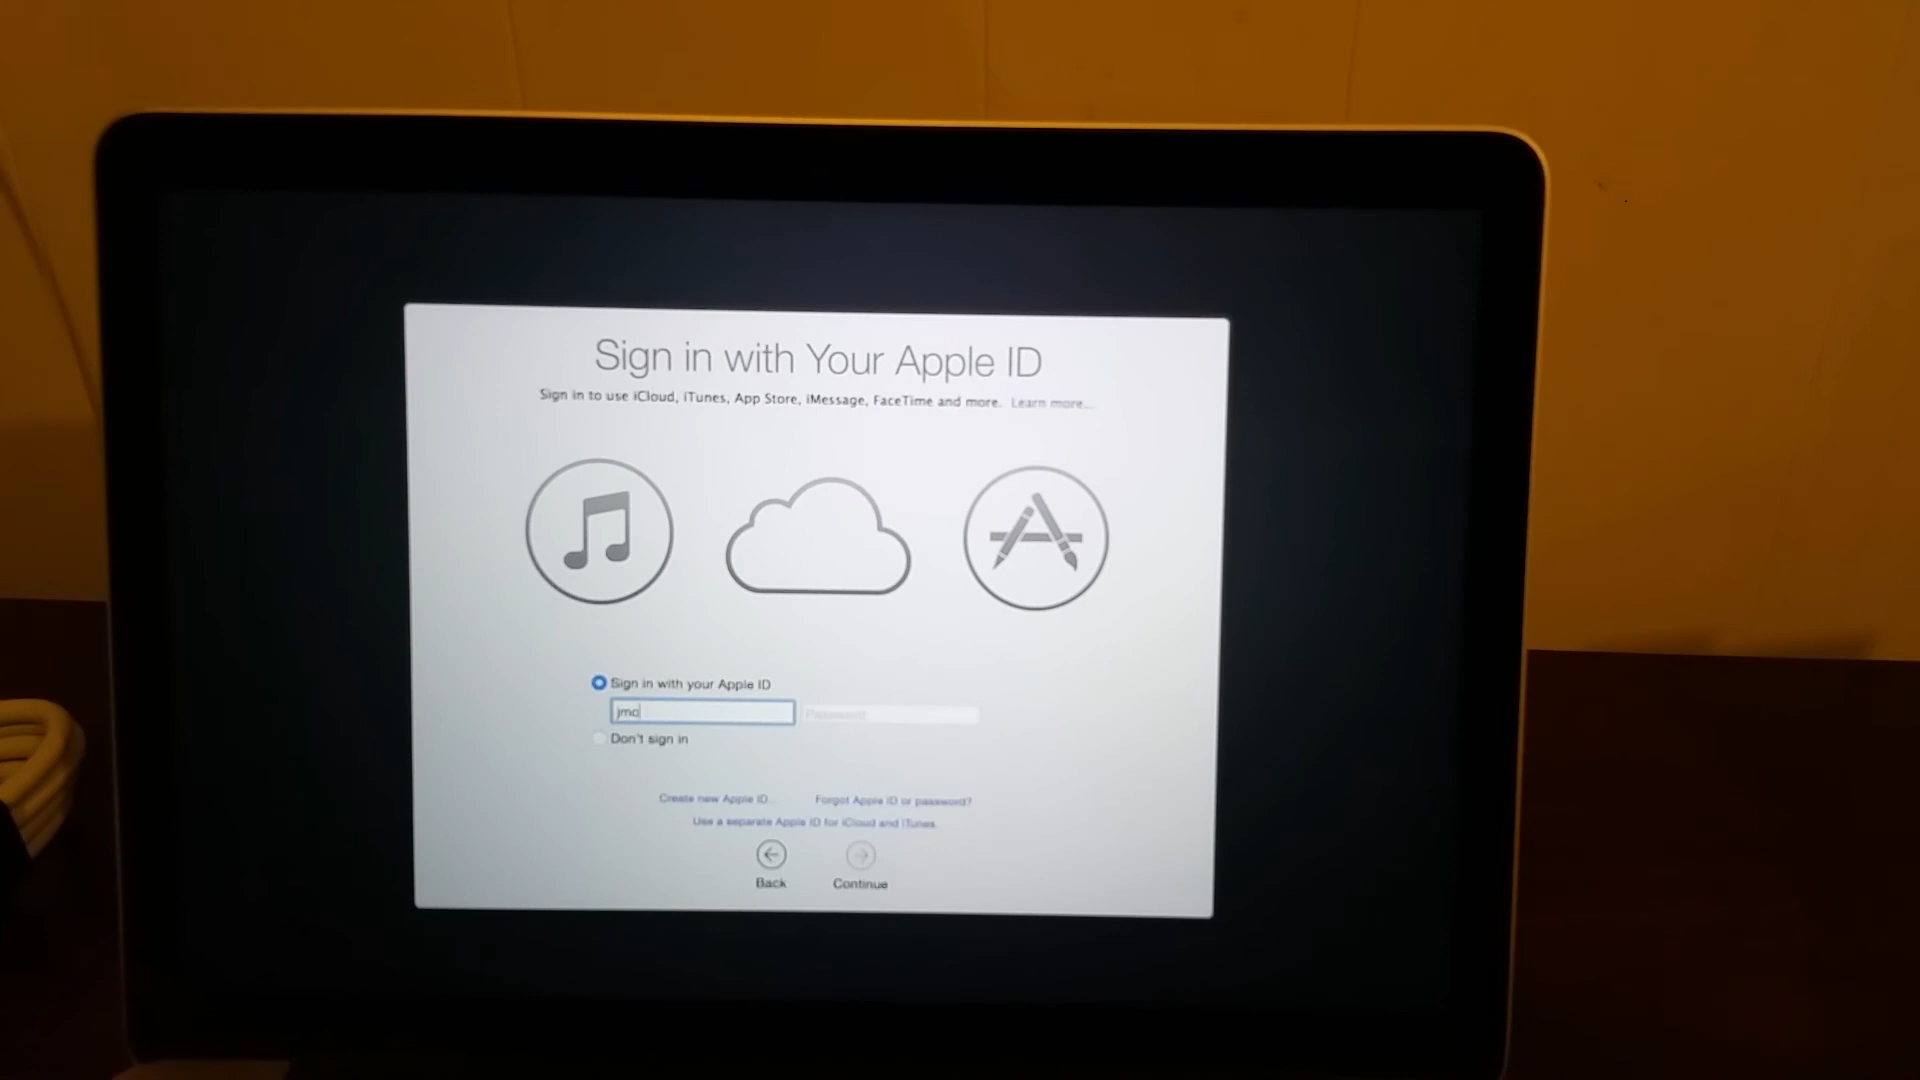 Sign in with Your Apple ID
Sign in to use iCloud, iTunes, App Store, iMessage, FaceTime and more. Learn more...
Sign in with your Apple ID
jmc Password
Don't sign in
Create new Apple ID... Forgot Apple ID or password?
Use a separate Apple ID for iCloud and iTunes.
Back Continue